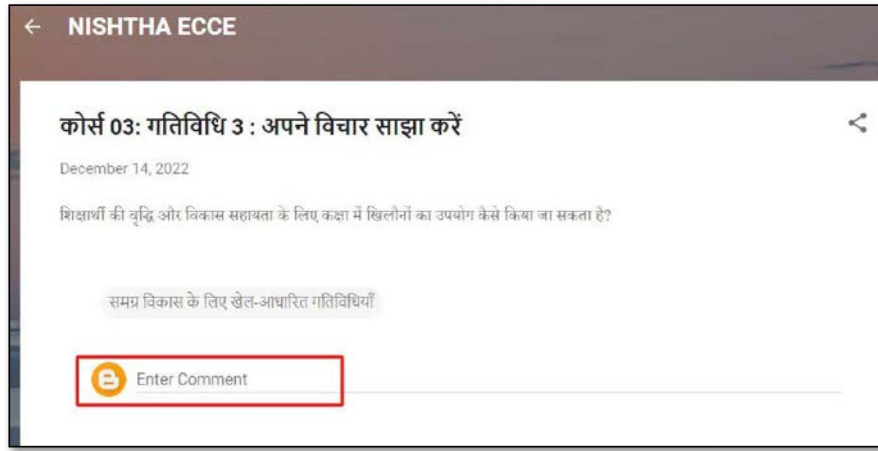 NISHTHA ECCE
कोर्स 03: गतिविधि 3 : अपने विचार साझा करें
December 14, 2022
शिक्षार्थी की वृद्धि और विकास सहायता के लिए कक्षा में खिलौनों का उपयोग कैसे किया जा सकता है?
समग्र विकास के लिए खेल-आधारित गतिविधियाँ
Enter Comment